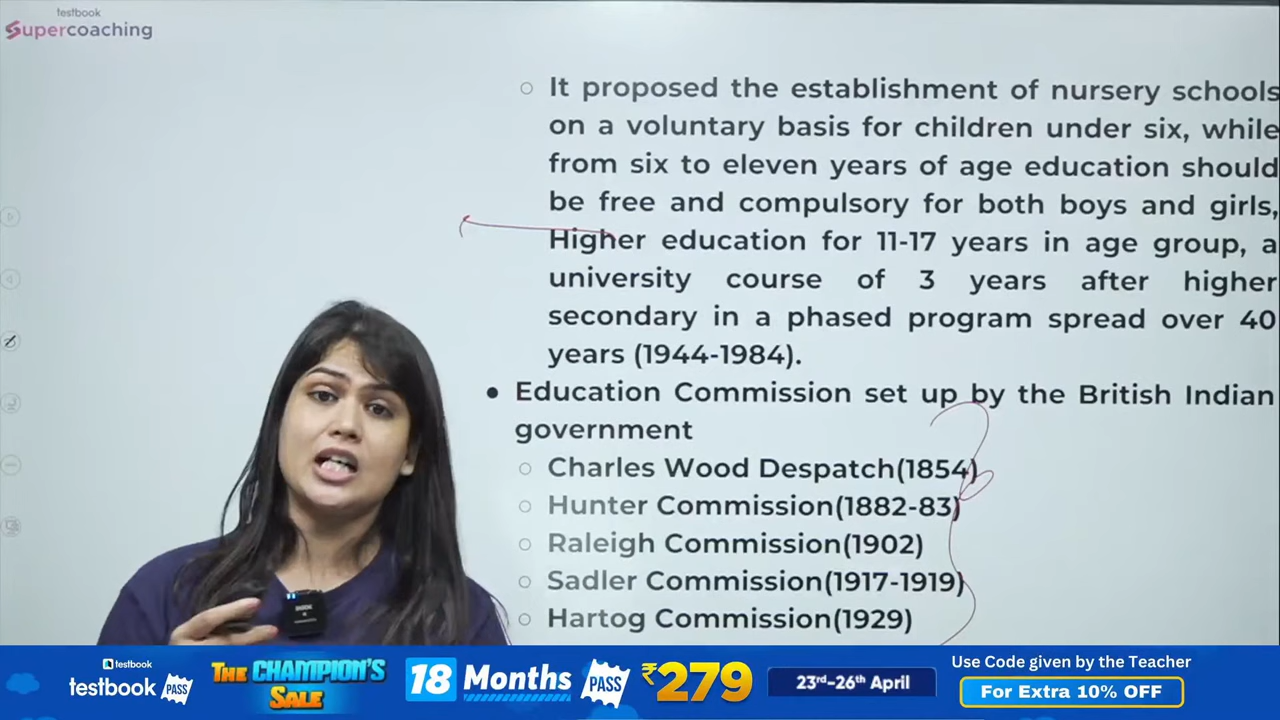 testbook
Supercoaching
○ It proposed the establishment of nursery schools
on a voluntary basis for children under six, while
from six to eleven years of age education should
be free and compulsory for both boys and girls,
Higher education for 11-17 years in age group, a
university course of 3 years after higher
secondary in a phased program spread over 40
years (1944-1984).
● Education Commission set up by the British Indian
government
○ Charles Wood Despatch(1854)
○ Hunter Commission(1882-83)
○ Raleigh Commission(1902)
○ Sadler Commission(1917-1919)
○ Hartog Commission(1929)
testbook
testbook PASS
THE CHAMPION'S
SALE
18 Months PASS ₹279
23rd-26th April
Use Code given by the Teacher
For Extra 10% OFF